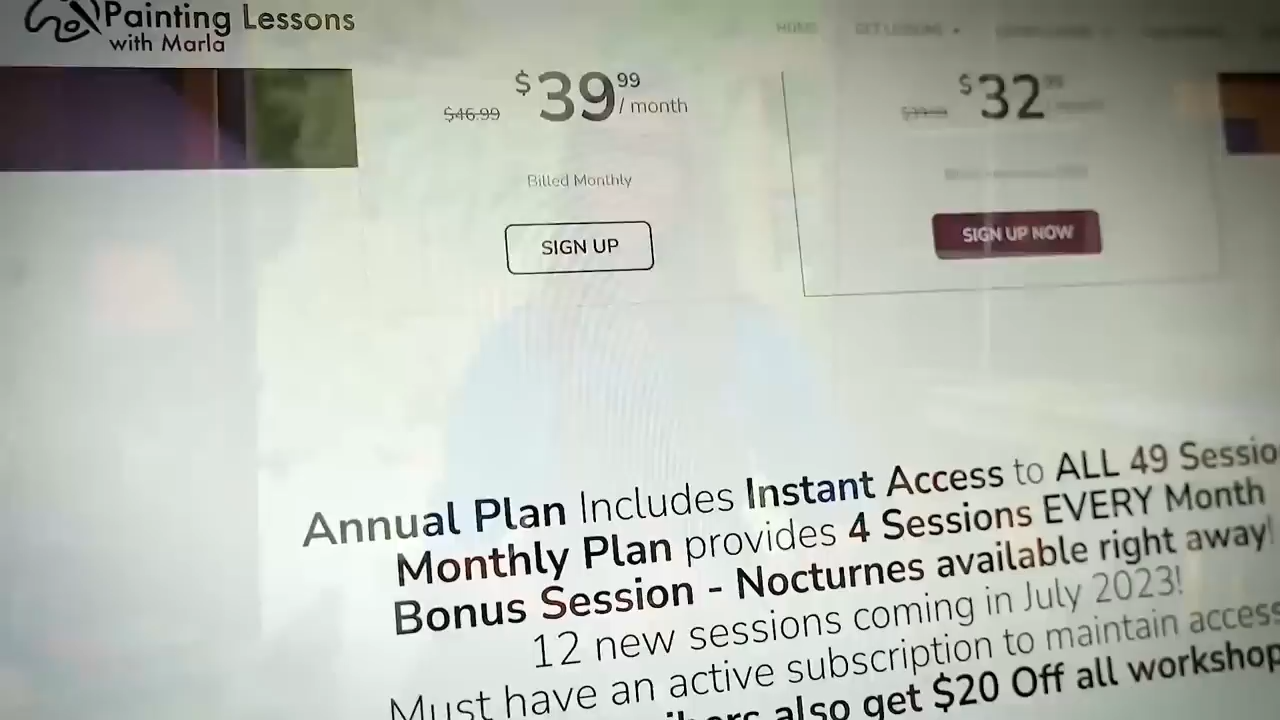 Painting Lessons
with Marla
HOME GET LESSONS
$46.99 $39 99 / month
$32
Billed Monthly
SIGN UP
SIGN UP NOW
Annual Plan Includes Instant Access to ALL 49 Sessio
Monthly Plan provides 4 Sessions EVERY Month
Bonus Session - Nocturnes available right away!
12 new sessions coming in July 2023!
Must have an active subscription to maintain access
also get $20 Off all workshop